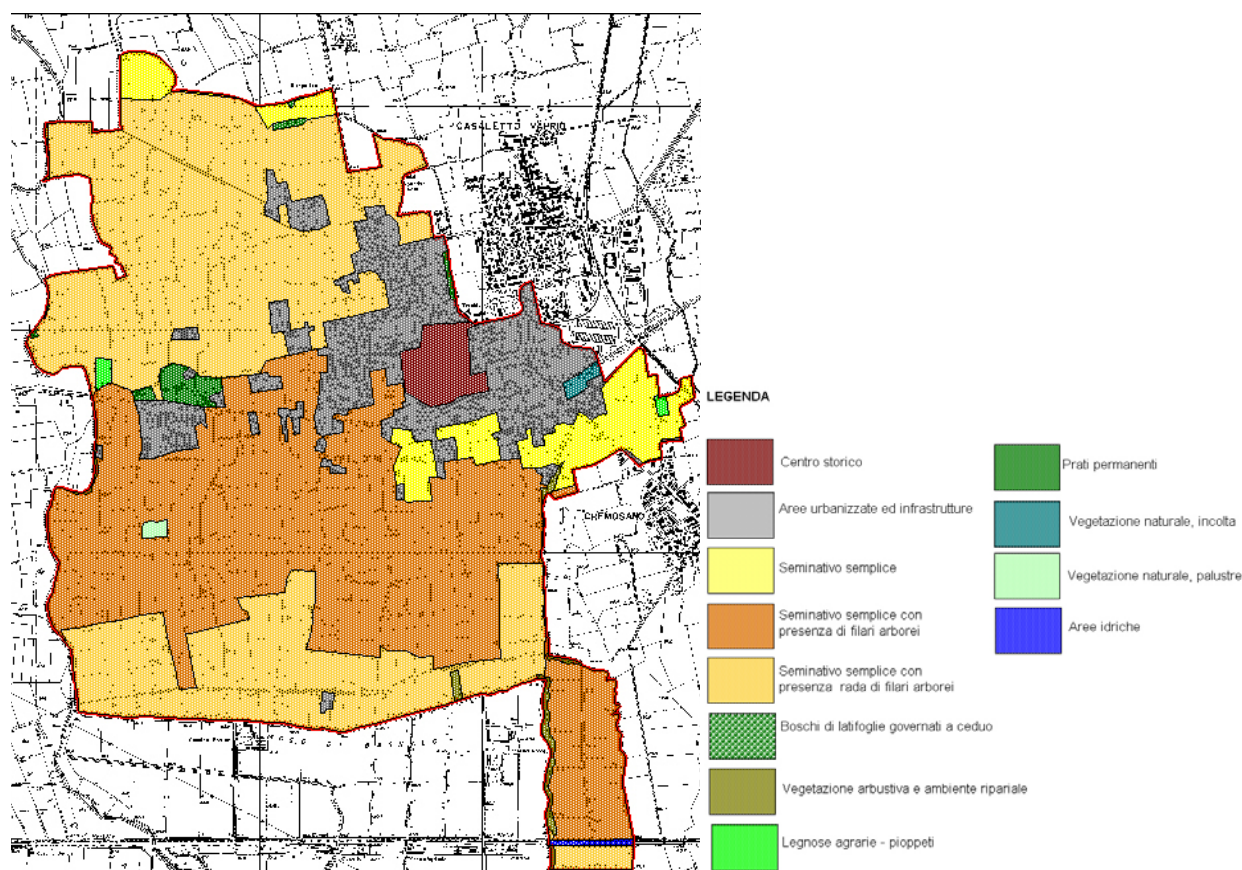 CASALETTO VAPRIO
CREMOSANO
LEGENDA
Centro storico
Aree urbanizzate ed infrastrutture
Seminativo semplice
Seminativo semplice con
presenza di filari arborei
Seminativo semplice con
presenza rada di filari arborei
Boschi di latifoglie governati a ceduo
Vegetazione arbustiva e ambiente ripariale
Legnose agrarie - pioppeti
Prati permanenti
Vegetazione naturale, incolta
Vegetazione naturale, palustre
Aree idriche